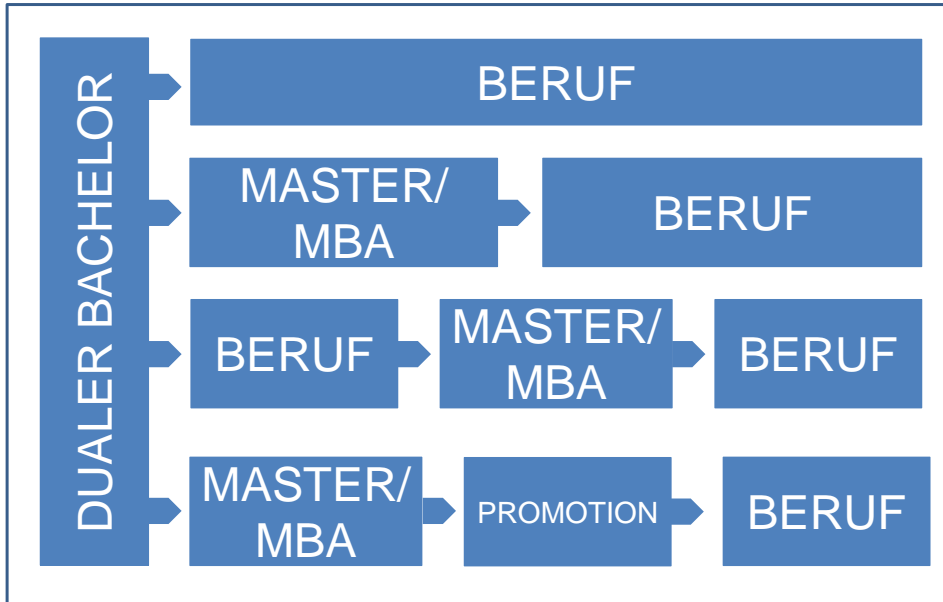 DUALER BACHELOR
BERUF
MASTER/
MBA
BERUF
BERUF
MASTER/
MBA
BERUF
MASTER/
MBA
PROMOTION
BERUF